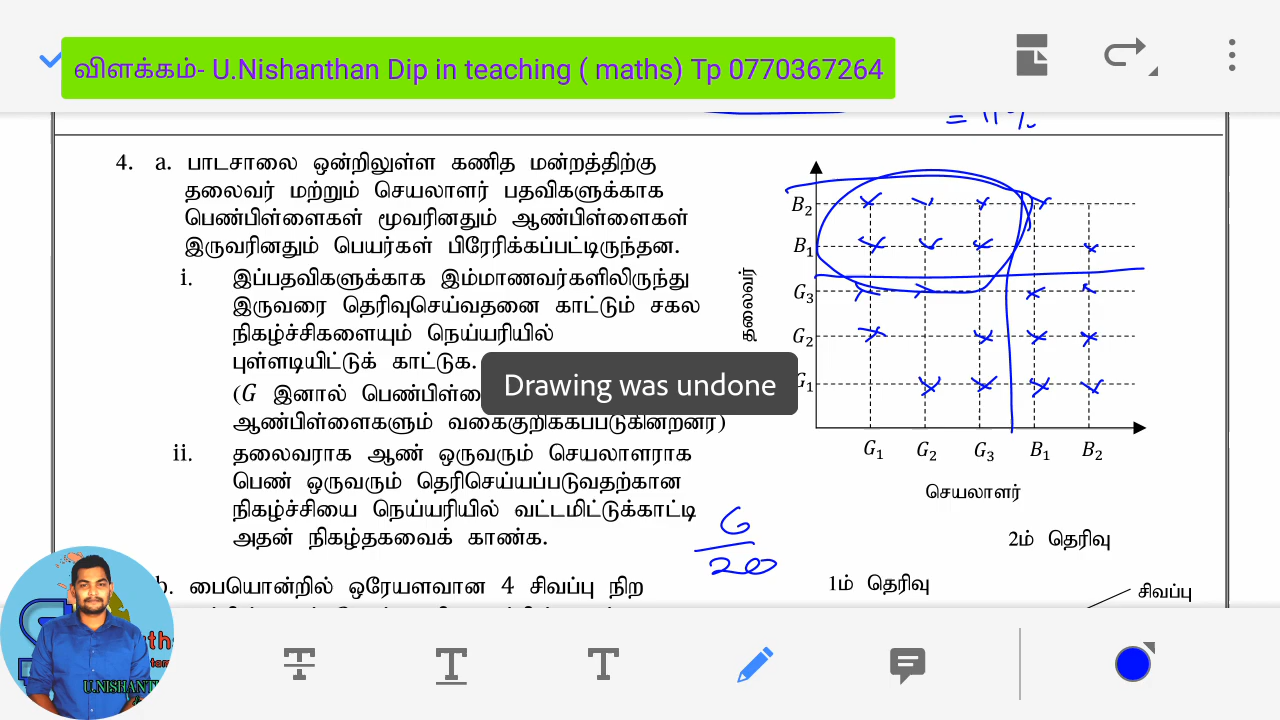 விளக்கம்- U.Nishanthan Dip in teaching ( maths) Tp 0770367264
= 11%
4. a. பாடசாலை ஒன்றிலுள்ள கணித மன்றத்திற்கு
தலைவர் மற்றும் செயலாளர் பதவிகளுக்காக
பெண்பிள்ளைகள் மூவரினதும் ஆண்பிள்ளைகள்
இருவரினதும் பெயர்கள் பிரேரிக்கப்பட்டிருந்தன.
i. இப்பதவிகளுக்காக இம்மாணவர்களிலிருந்து
இருவரை தெரிவுசெய்வதனை காட்டும் சகல
நிகழ்ச்சிகளையும் நெய்யரியில்
புள்ளடியிட்டுக் காட்டுக.
(G இனால்
ஆண்பிள்ளைகளும் வகைகுறிக்கப்படுகின்றனர்)
ii. தலைவராக ஆண் ஒருவரும் செயலாளராக
பெண் ஒருவரும் தெரிசெய்யப்படுவதற்கான
நிகழ்ச்சியை நெய்யரியில் வட்டமிட்டுக்காட்டி
அதன் நிகழ்தகவைக் காண்க.
b. பையொன்றில் ஒரேயளவான 4 சிவப்பு நிற
Drawing was undone
தலைவர்
B2
B1
G3
G2
G1
G1 G2 G3 B1 B2
செயலாளர்
6
20
2ம் தெரிவு
1ம் தெரிவு
சிவப்பு
T T T